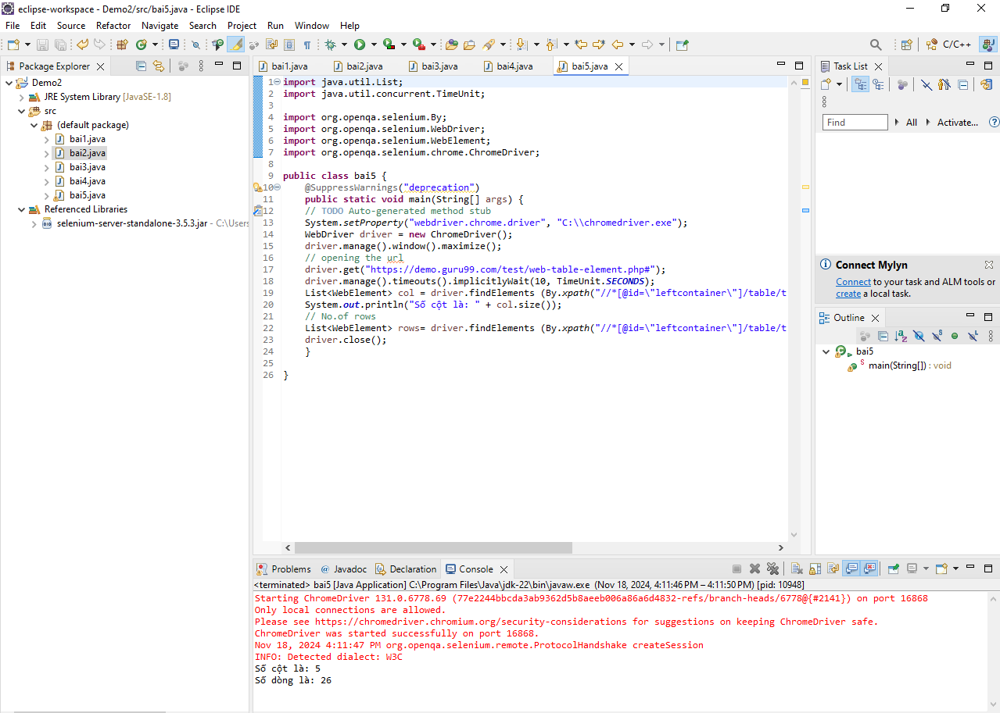 eclipse-workspace - Demo2/src/bai5.java - Eclipse IDE
File Edit Source Refactor Navigate Search Project Run Window Help
C/C++
Package Explorer
Demo2
JRE System Library [JavaSE-1.8]
src
(default package)
bai1.java
bai2.java
bai3.java
bai4.java
bai5.java
Referenced Libraries
selenium-server-standalone-3.5.3.jar - C:\Users
bai1.java bai2.java bai3.java bai4.java bai5.java
1 import java.util.List;
2 import java.util.concurrent.TimeUnit;
3
4 import org.openqa.selenium.By;
5 import org.openqa.selenium.WebDriver;
6 import org.openqa.selenium.WebElement;
7 import org.openqa.selenium.chrome.ChromeDriver;
8
9 public class bai5 {
10 @SuppressWarnings("deprecation")
11 public static void main(String[] args) {
12 // TODO Auto-generated method stub
13 System.setProperty("webdriver.chrome.driver", "C:\\chromedriver.exe");
14 WebDriver driver = new ChromeDriver();
15 driver.manage().window().maximize();
16 // opening the url
17 driver.get("https://demo.guru99.com/test/web-table-element.php#");
18 driver.manage().timeouts().implicitlyWait(10, TimeUnit.SECONDS);
19 List<WebElement> col = driver.findElements (By.xpath("//*[@id=\"leftcontainer\"]/table/t
20 System.out.println("Số cột là: " + col.size());
21 // No.of rows
22 List<WebElement> rows= driver.findElements (By.xpath("//*[@id=\"leftcontainer\"]/table/t
23 driver.close();
24 }
25
26 }
Task List
Find All Activate...
Connect Mylyn
Connect to your task and ALM tools or
create a local task.
Outline
bai5
main(String[]) : void
Problems Javadoc Declaration Console
<terminated> bai5 [Java Application] C:\Program Files\Java\jdk-22\bin\javaw.exe (Nov 18, 2024, 4:11:46 PM – 4:11:50 PM) [pid: 10948]
Starting ChromeDriver 131.0.6778.69 (77e2244bbcda3ab9362d5b8aeeb006a86a6d4832-refs/branch-heads/6778@{#2141}) on port 16868
Only local connections are allowed.
Please see https://chromedriver.chromium.org/security-considerations for suggestions on keeping ChromeDriver safe.
ChromeDriver was started successfully on port 16868.
Nov 18, 2024 4:11:47 PM org.openqa.selenium.remote.ProtocolHandshake createSession
INFO: Detected dialect: W3C
Số cột là: 5
Số dòng là: 26